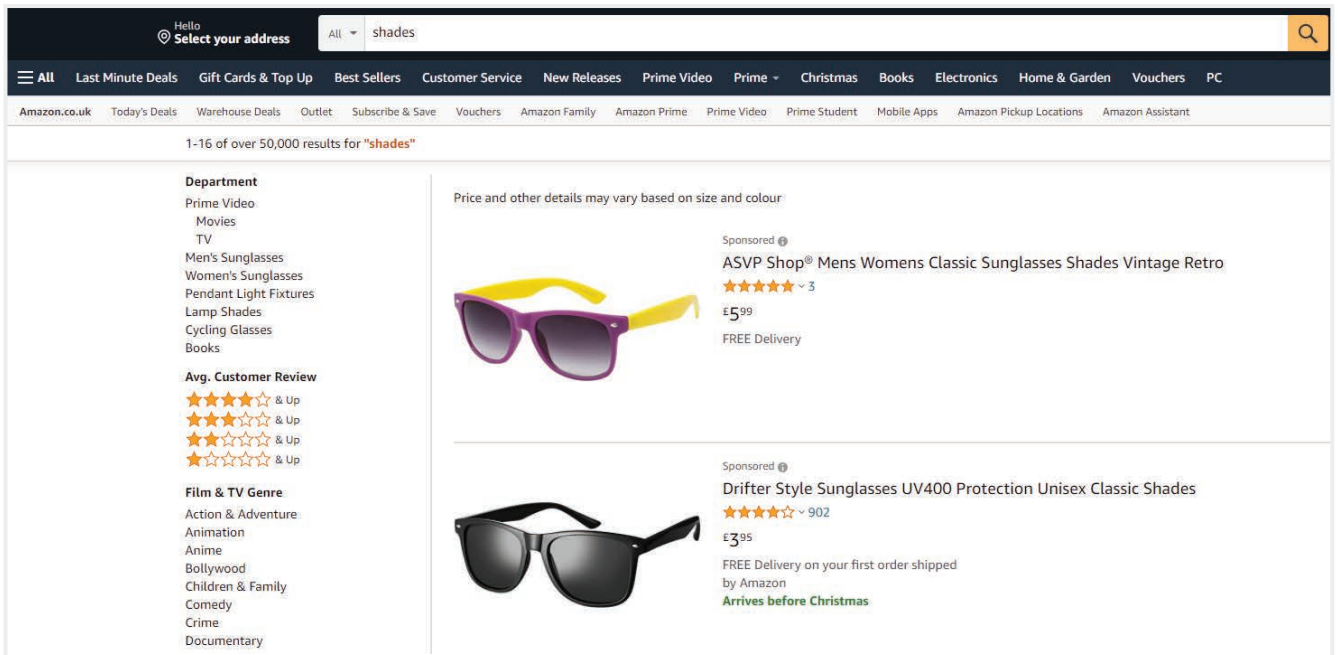 Hello
Select your address
All
shades
All Last Minute Deals Gift Cards & Top Up Best Sellers Customer Service New Releases Prime Video Prime Christmas Books Electronics Home & Garden Vouchers PC
Amazon.co.uk Today's Deals Warehouse Deals Outlet Subscribe & Save Vouchers Amazon Family Amazon Prime Prime Video Prime Student Mobile Apps Amazon Pickup Locations Amazon Assistant
1-16 of over 50,000 results for "shades"
Department
Prime Video
Movies
TV
Men's Sunglasses
Women's Sunglasses
Pendant Light Fixtures
Lamp Shades
Cycling Glasses
Books
Avg. Customer Review
& Up
& Up
& Up
& Up
Film & TV Genre
Action & Adventure
Animation
Anime
Bollywood
Children & Family
Comedy
Crime
Documentary
Price and other details may vary based on size and colour
Sponsored
ASVP Shop® Mens Womens Classic Sunglasses Shades Vintage Retro
3
£5⁹⁹
FREE Delivery
Sponsored
Drifter Style Sunglasses UV400 Protection Unisex Classic Shades
902
£3⁹⁵
FREE Delivery on your first order shipped
by Amazon
Arrives before Christmas